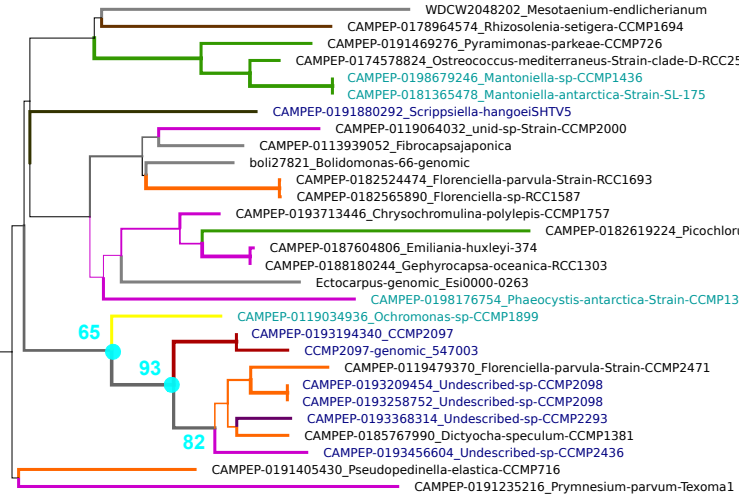 WDCW2048202_Mesotaenium-endlicherianum
CAMPEP-0178964574_Rhizosolenia-setigera-CCMP1694
CAMPEP-0191469276_Pyramimonas-parkeae-CCMP726
CAMPEP-0174578824_Ostreococcus-mediterraneus-Strain-clade-D-RCC25
CAMPEP-0198679246_Mantoniella-sp-CCMP1436
CAMPEP-0181365478_Mantoniella-antarctica-Strain-SL-175
CAMPEP-0191880292_Scrippsiella-hangoeiSHTV5
CAMPEP-0119064032_unid-sp-Strain-CCMP2000
CAMPEP-0113939052_Fibrocapsajaponica
boli27821_Bolidomonas-66-genomic
CAMPEP-0182524474_Florenciella-parvula-Strain-RCC1693
CAMPEP-0182565890_Florenciella-sp-RCC1587
CAMPEP-0193713446_Chrysochromulina-polylepis-CCMP1757
CAMPEP-0182619224_Picochloru
CAMPEP-0187604806_Emiliania-huxleyi-374
CAMPEP-0188180244_Gephyrocapsa-oceanica-RCC1303
Ectocarpus-genomic_Esi0000-0263
CAMPEP-0198176754_Phaeocystis-antarctica-Strain-CCMP13
CAMPEP-0119034936_Ochromonas-sp-CCMP1899
65
CAMPEP-0193194340_CCMP2097
CCMP2097-genomic_547003
93
CAMPEP-0119479370_Florenciella-parvula-Strain-CCMP2471
CAMPEP-0193209454_Undescribed-sp-CCMP2098
CAMPEP-0193258752_Undescribed-sp-CCMP2098
CAMPEP-0193368314_Undescribed-sp-CCMP2293
CAMPEP-0185767990_Dictyocha-speculum-CCMP1381
82
CAMPEP-0193456604_Undescribed-sp-CCMP2436
CAMPEP-0191405430_Pseudopedinella-elastica-CCMP716
CAMPEP-0191235216_Prymnesium-parvum-Texoma1